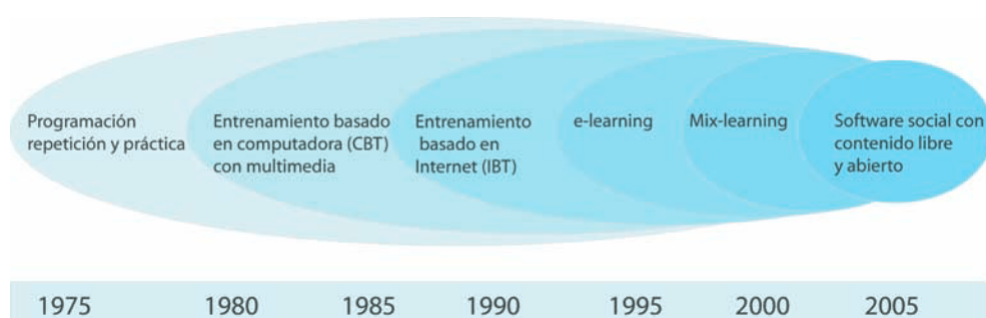 Programación
repetición y práctica
Entrenamiento basado
en computadora (CBT)
con multimedia
Entrenamiento
basado en
Internet (IBT)
e-learning
Mix-learning
Software social con
contenido libre
y abierto
1975
1980
1985
1990
1995
2000
2005